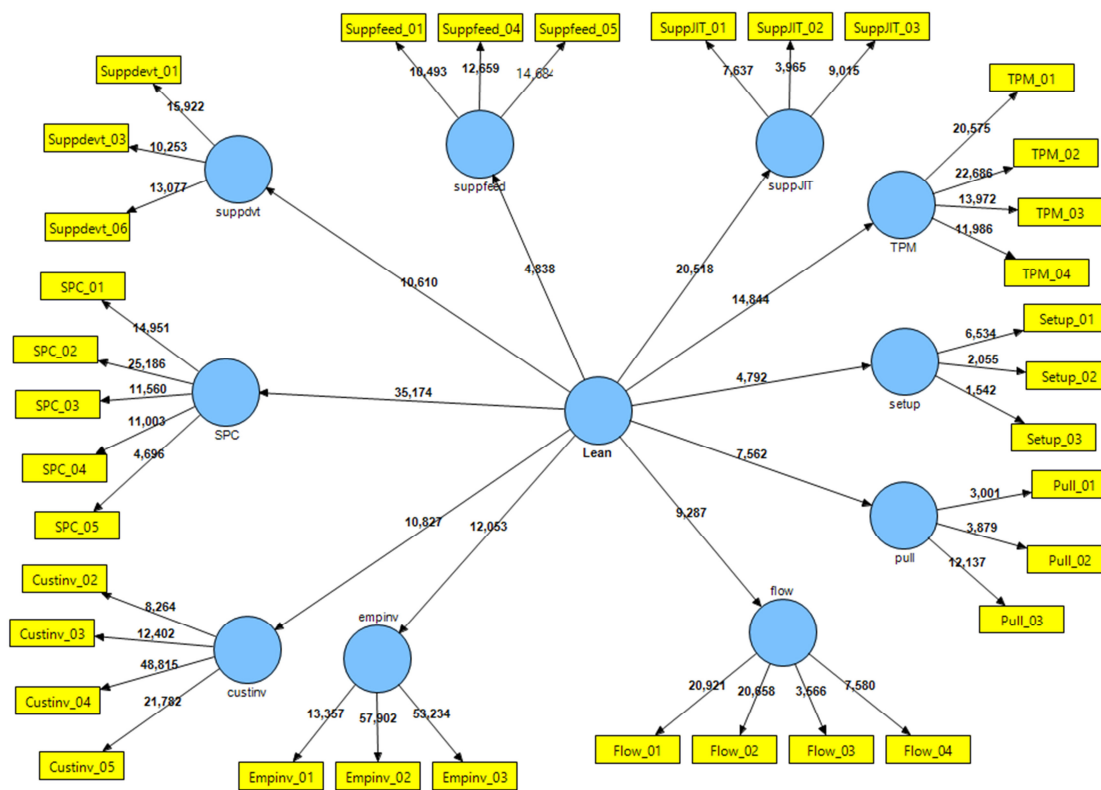 Suppfeed_01
Suppfeed_04
Suppfeed_05
10,493
12,659
14,684
suppfeed
SuppJIT_01
SuppJIT_02
SuppJIT_03
7,637
3,965
9,015
suppJIT
Suppdevt_01
Suppdevt_03
Suppdevt_06
15,922
10,253
13,077
suppdvt
TPM_01
TPM_02
TPM_03
TPM_04
20,575
22,686
13,972
11,986
TPM
10,610
4,838
20,518
14,844
SPC_01
SPC_02
SPC_03
SPC_04
SPC_05
14,951
25,186
11,560
11,003
4,696
SPC
35,174
Lean
4,792
Setup_01
Setup_02
Setup_03
6,534
2,055
1,542
setup
7,562
Pull_01
Pull_02
Pull_03
3,001
3,879
12,137
pull
10,827
12,053
9,287
Custinv_02
Custinv_03
Custinv_04
Custinv_05
8,264
12,402
48,815
21,782
custinv
empinv
13,357
57,902
53,234
Empinv_01
Empinv_02
Empinv_03
flow
20,921
20,658
3,566
7,580
Flow_01
Flow_02
Flow_03
Flow_04